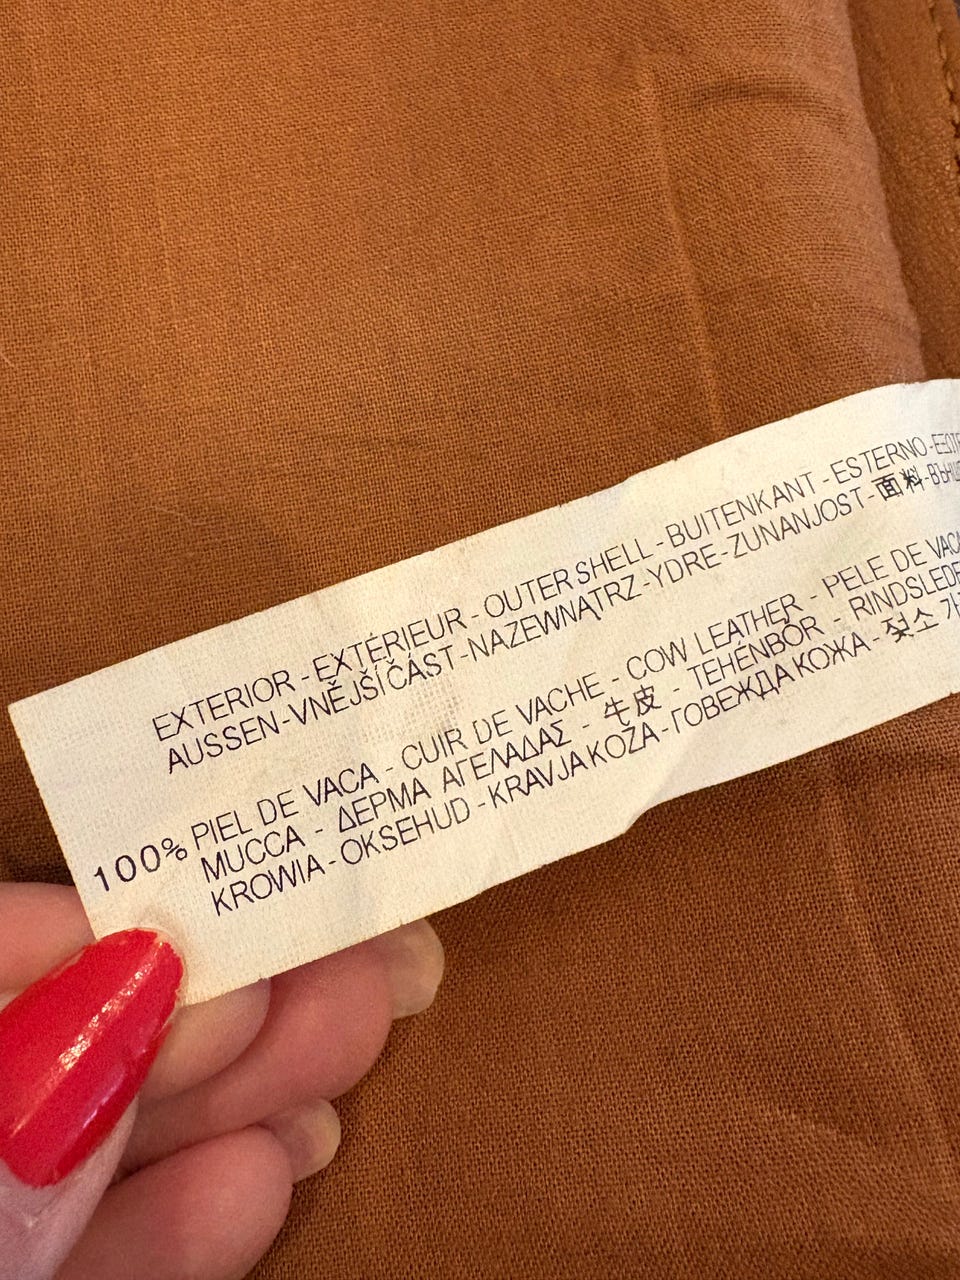 EXTERIOR - EXTÉRIEUR - OUTER SHELL - BUITENKANT - ESTERNO -
AUSSEN - VNĚJŠÍ ČÁST - NAZEWNĄTRZ - YDRE - ZUNANJOST - 面料 -
100% PIEL DE VACA - CUIR DE VACHE - COW LEATHER - PELE DE VACA
MUCCA - ΔΕΡΜΑ ΑΓΕΛΑΔΑΣ - 牛皮 - TEHÉNBŐR -
KROWIA - OKSEHUD - KRAVJA KOŽA - ГОВЕЖДА КОЖА - 젖소